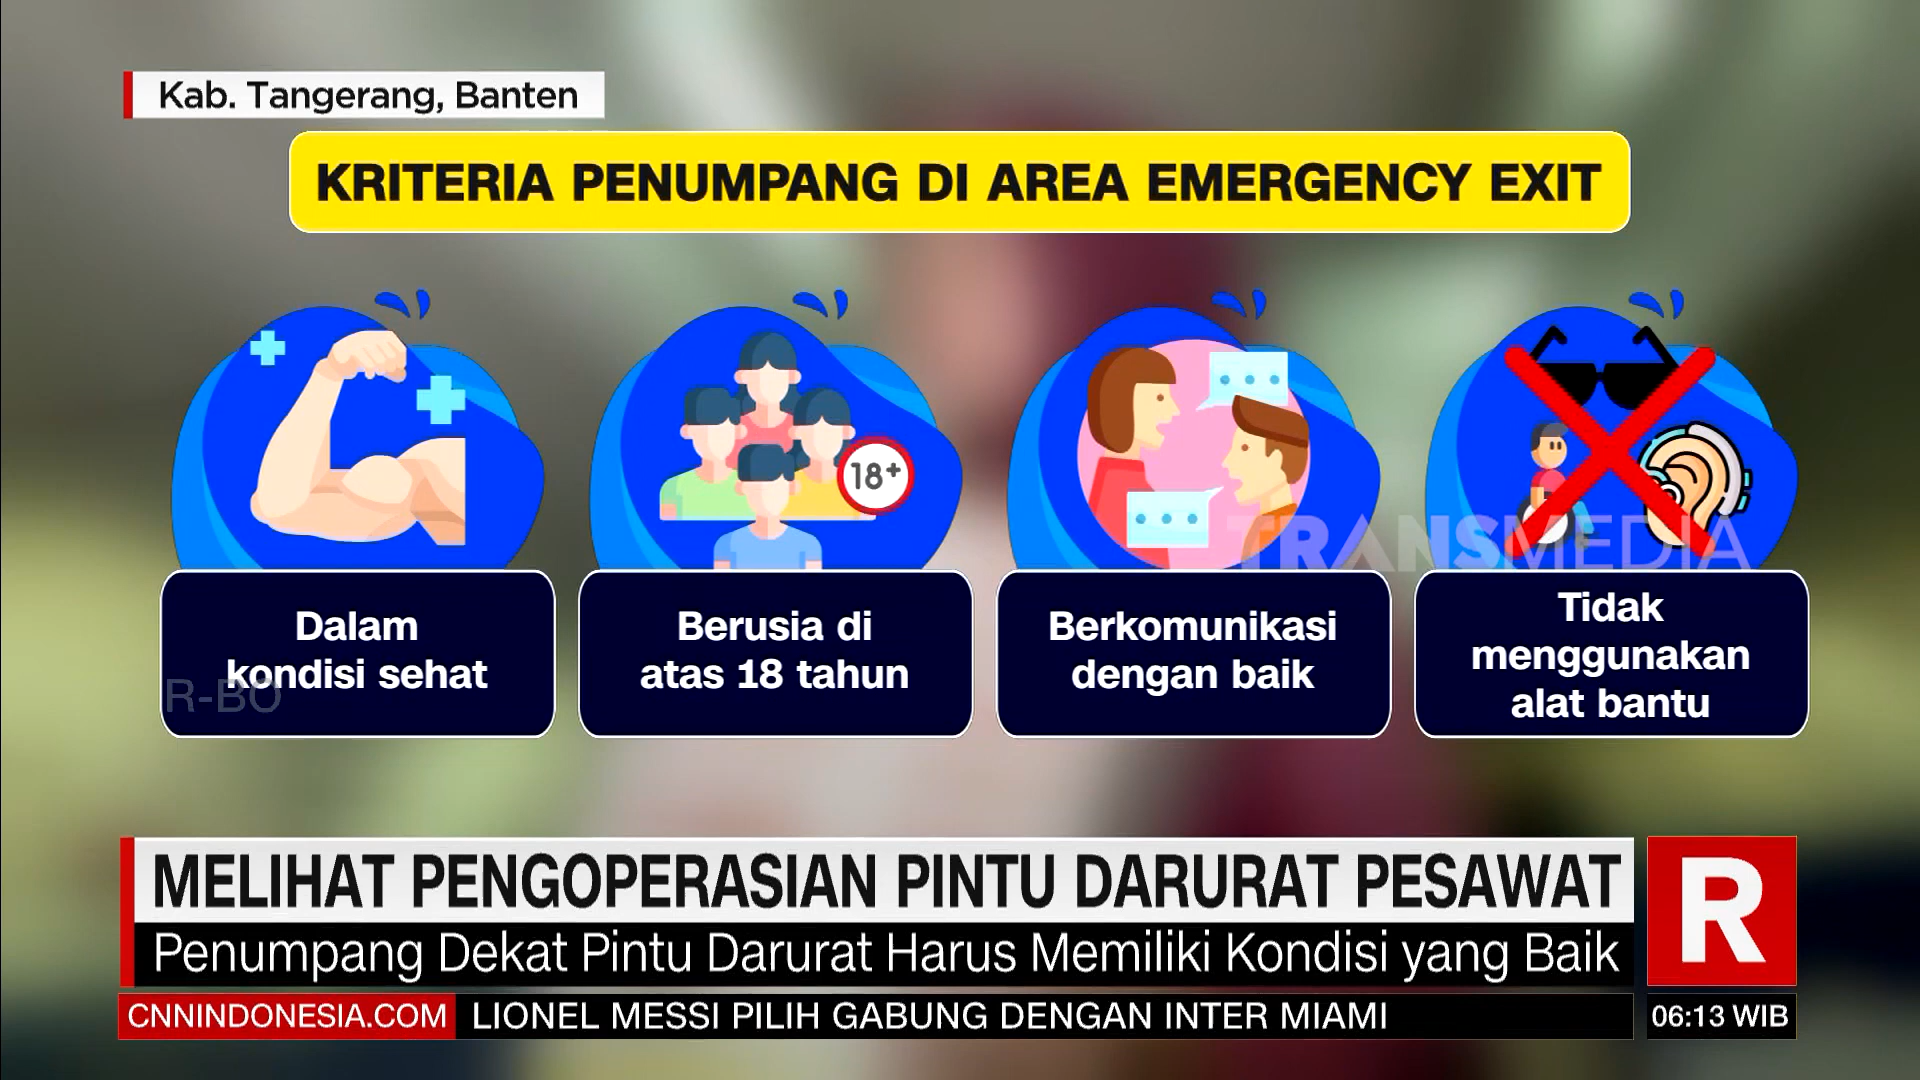 Kab. Tangerang, Banten
KRITERIA PENUMPANG DI AREA EMERGENCY EXIT
18+
Dalam
kondisi sehat
Berusia di
atas 18 tahun
Berkomunikasi
dengan baik
Tidak
menggunakan
alat bantu
TRANSMEDIA
R-BO
MELIHAT PENGOPERASIAN PINTU DARURAT PESAWAT
Penumpang Dekat Pintu Darurat Harus Memiliki Kondisi yang Baik
R
CNNINDONESIA.COM LIONEL MESSI PILIH GABUNG DENGAN INTER MIAMI 06:13 WIB